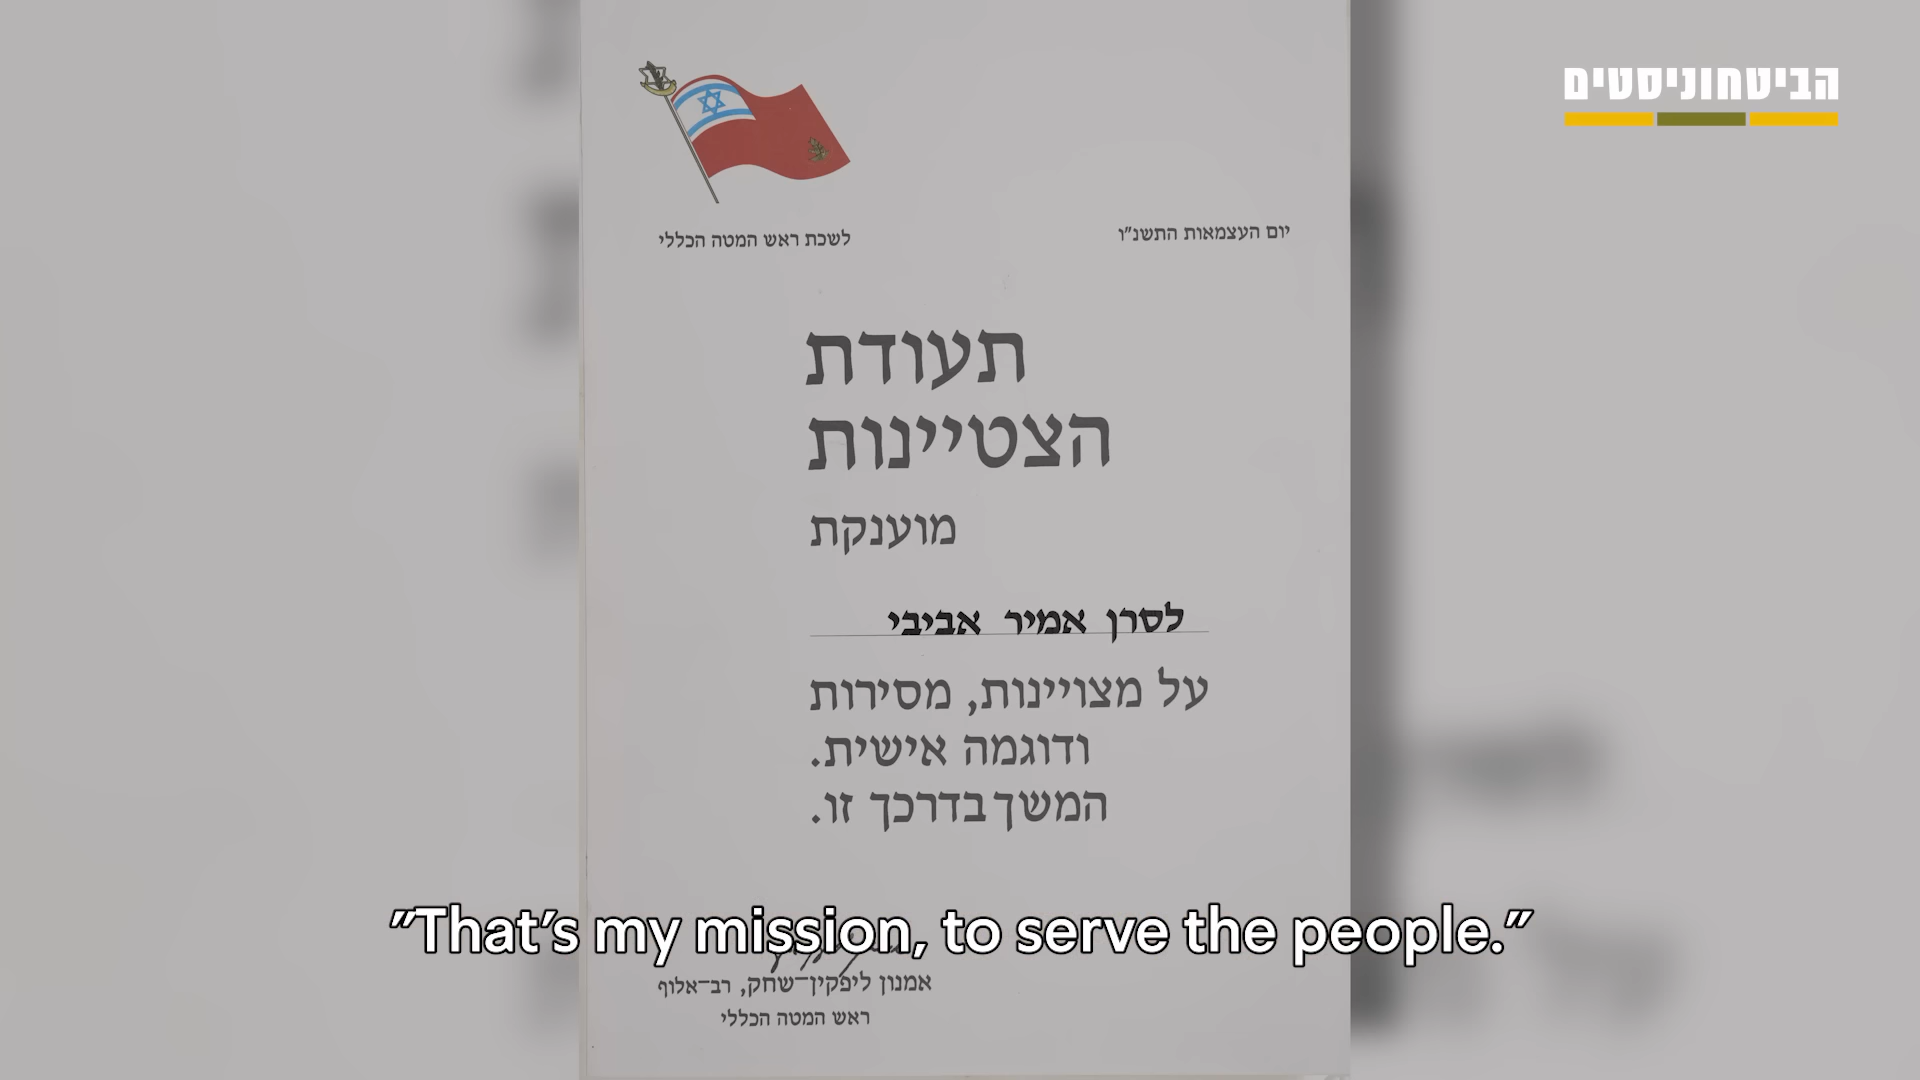 הביטחוניסטים
יום העצמאות התשנ"ו
לשכת ראש המטה הכללי
תעודת
הצטיינות
מוענקת
לסרן אמיר אביבי
על מצויינות, מסירות
ודוגמה אישית.
המשך בדרכך זו.
"That's my mission, to serve the people."
אמנון ליפקין-שחק, רב-אלוף
ראש המטה הכללי